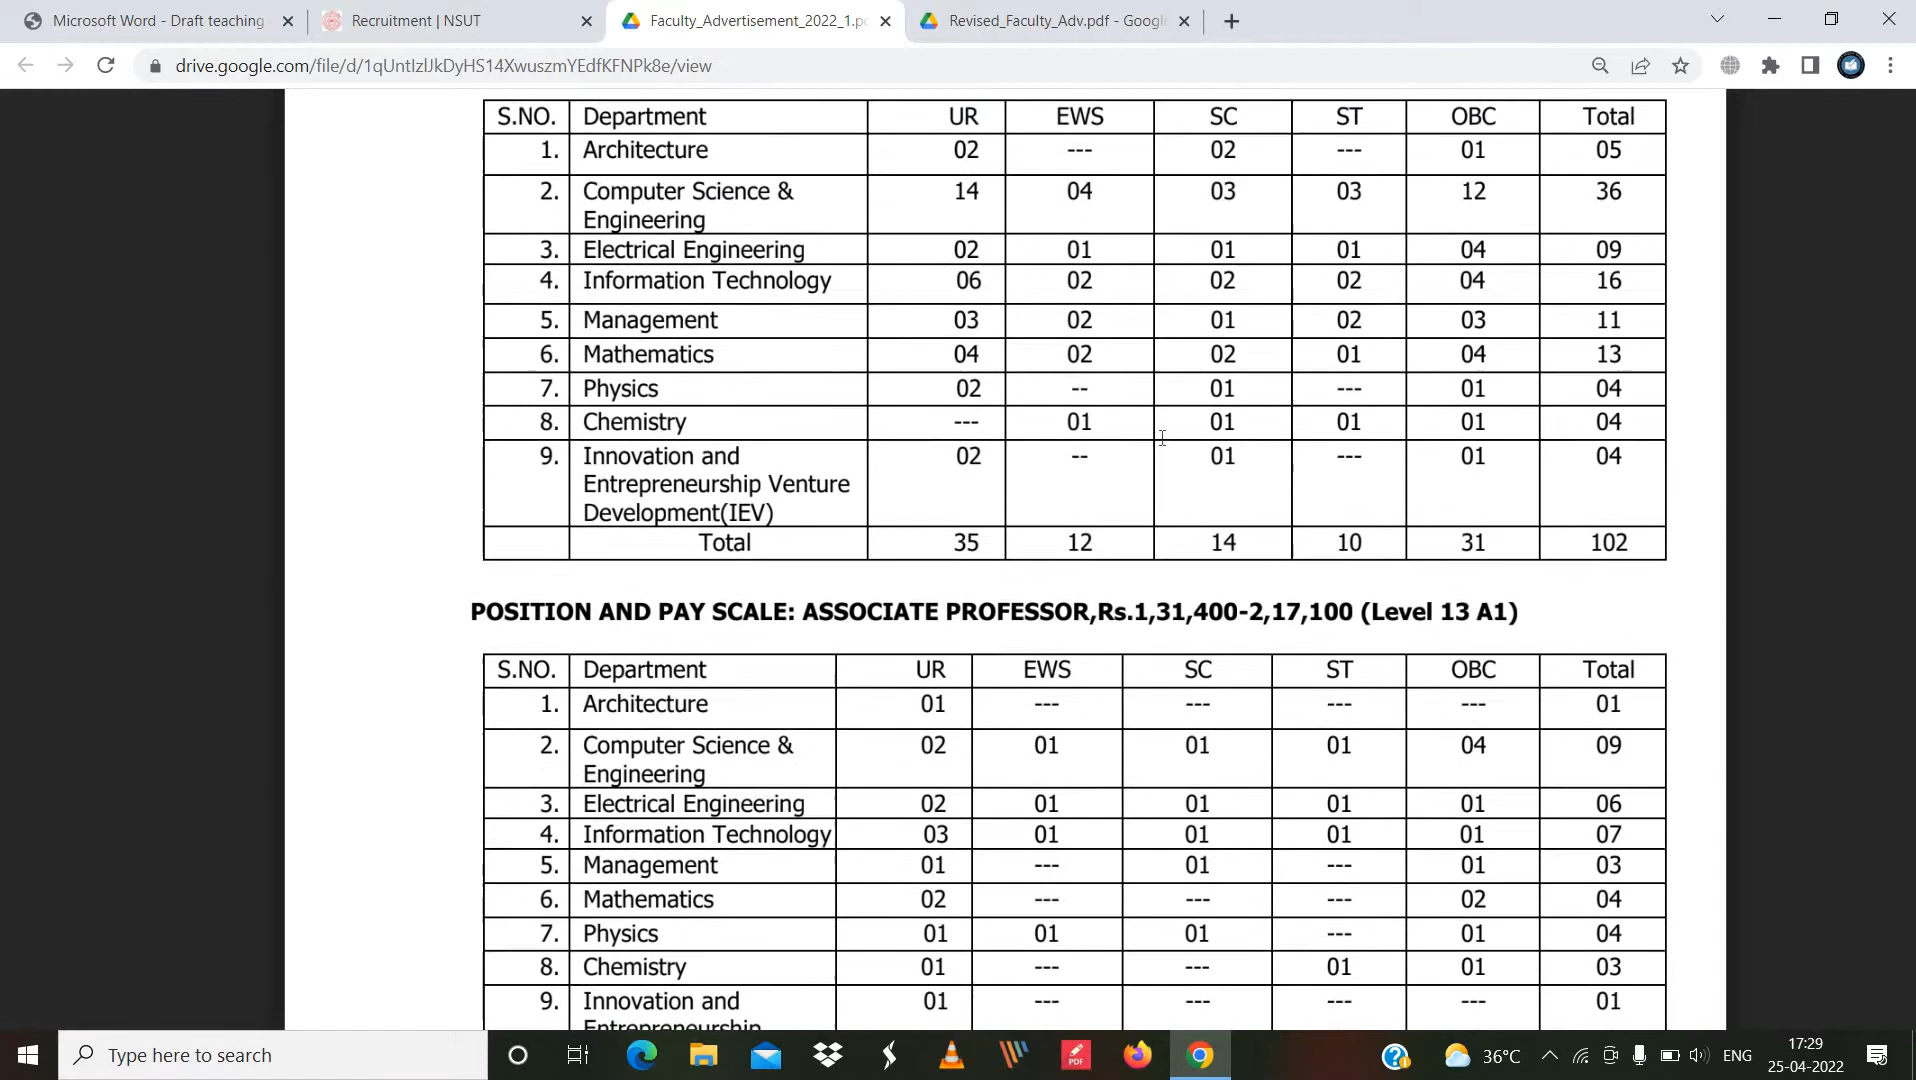 Microsoft Word - Draft teaching
Recruitment | NSUT
Faculty_Advertisement_2022_1.p
Revised_Faculty_Adv.pdf - Google
drive.google.com/file/d/1qUntIzlJkDyHS14XwuszmYEdfKFNPk8e/view
S.NO. Department UR EWS SC ST OBC Total
1. Architecture 02 --- 02 --- 01 05
2. Computer Science & 14 04 03 03 12 36
Engineering
3. Electrical Engineering 02 01 01 01 04 09
4. Information Technology 06 02 02 02 04 16
5. Management 03 02 01 02 03 11
6. Mathematics 04 02 02 01 04 13
7. Physics 02 -- 01 --- 01 04
8. Chemistry --- 01 01 01 01 04
9. Innovation and 02 -- 01 --- 01 04
Entrepreneurship Venture
Development(IEV)
Total 35 12 14 10 31 102
POSITION AND PAY SCALE: ASSOCIATE PROFESSOR,Rs.1,31,400-2,17,100 (Level 13 A1)
S.NO. Department UR EWS SC ST OBC Total
1. Architecture 01 --- --- --- --- 01
2. Computer Science & 02 01 01 01 04 09
Engineering
3. Electrical Engineering 02 01 01 01 01 06
4. Information Technology 03 01 01 01 01 07
5. Management 01 --- 01 --- 01 03
6. Mathematics 02 --- --- --- 02 04
7. Physics 01 01 01 --- 01 04
8. Chemistry 01 --- --- 01 01 03
9. Innovation and 01 --- --- --- --- 01
Entrepreneurship
Type here to search
PDF
36°C
ENG
17:29
25-04-2022